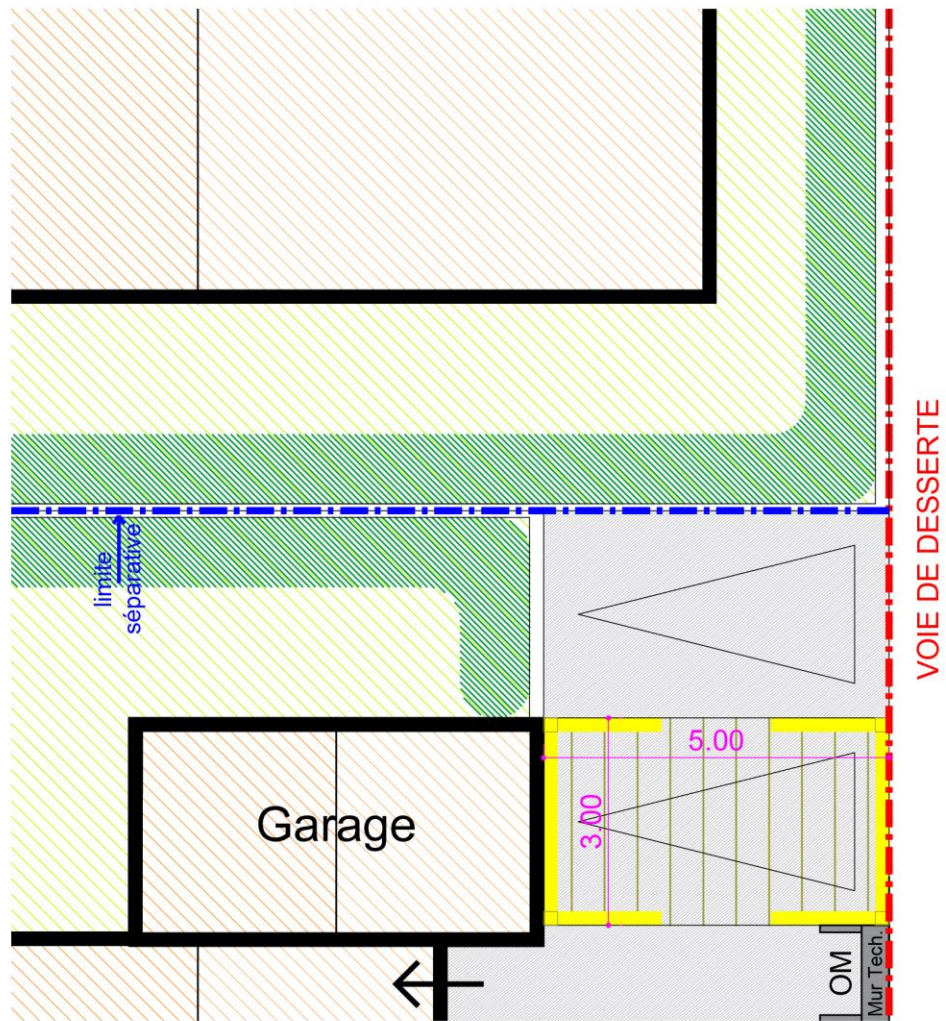 VOIE DE DESSERTE
limite
séparative
5.00
3.00
Garage
OM
Mur Tech.